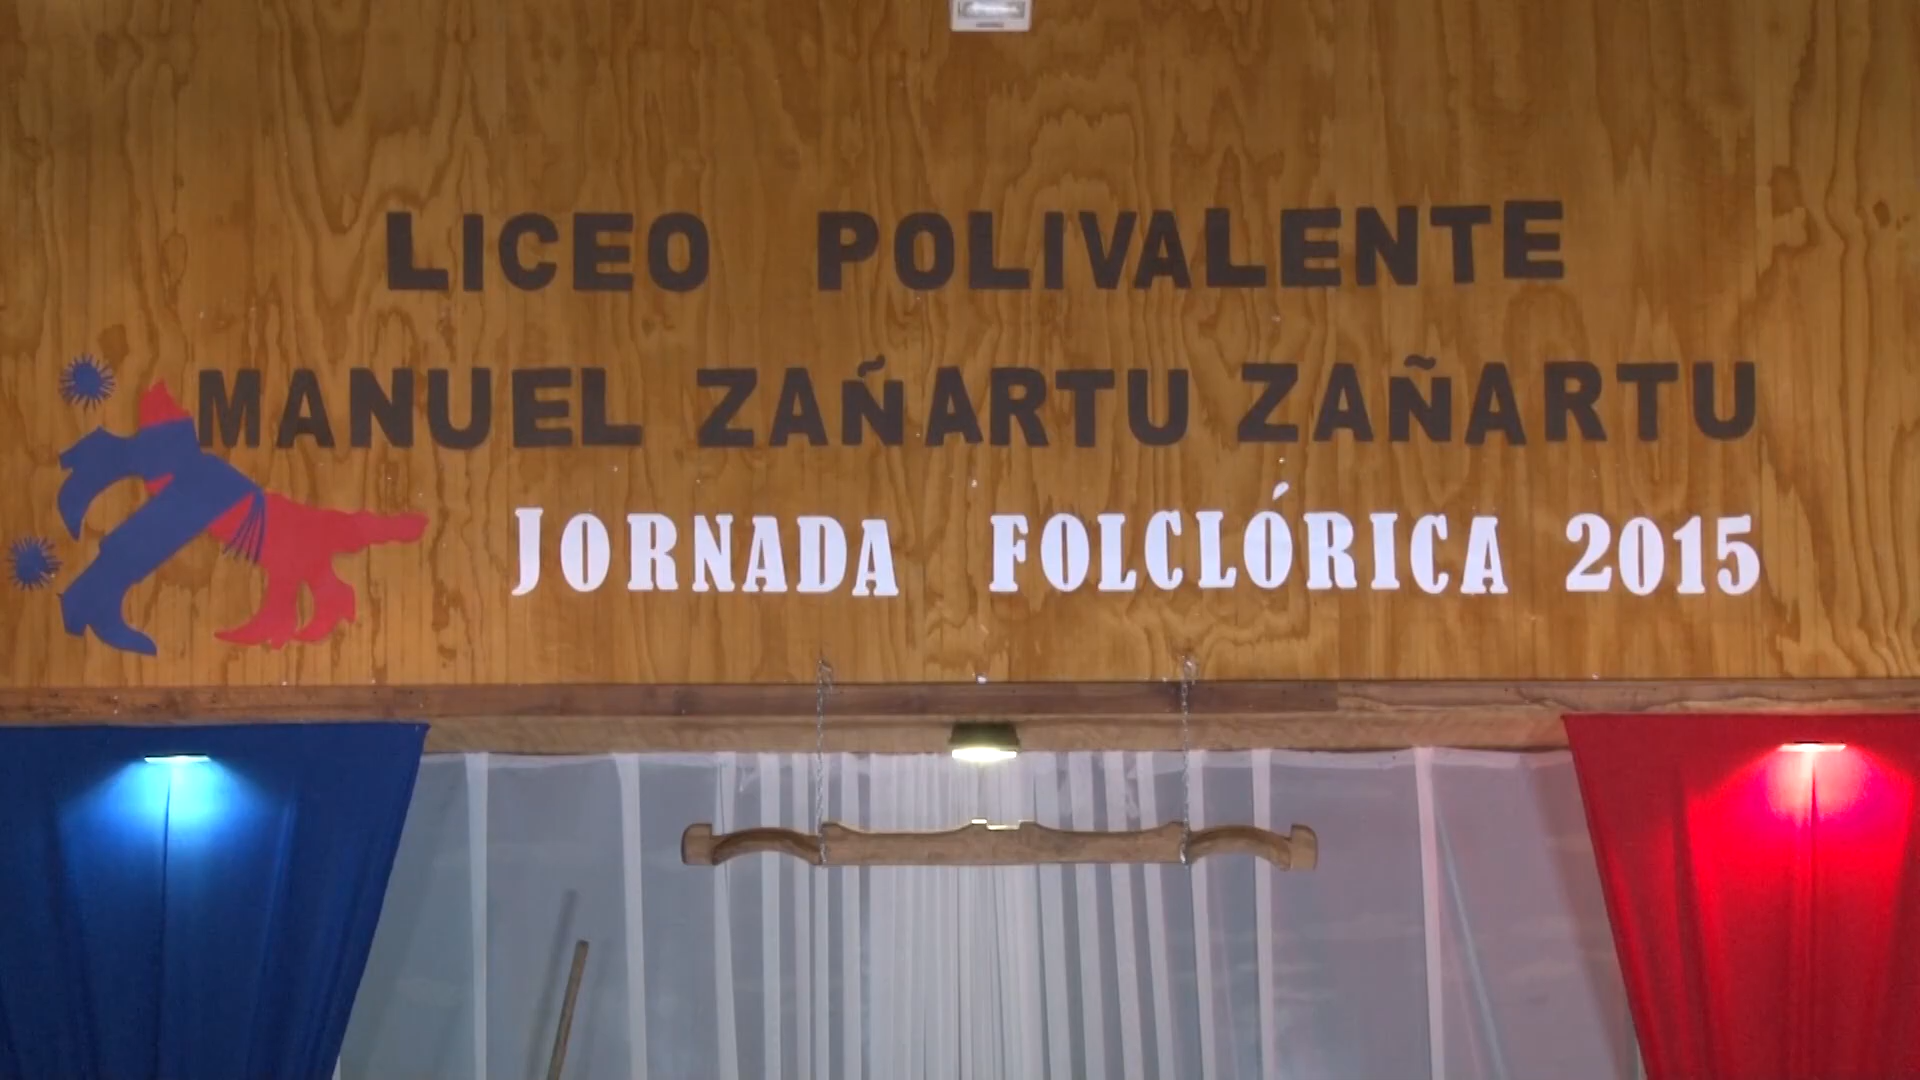 LICEO POLIVALENTE
MANUEL ZAÑARTU ZAÑARTU
JORNADA FOLCLÓRICA 2015